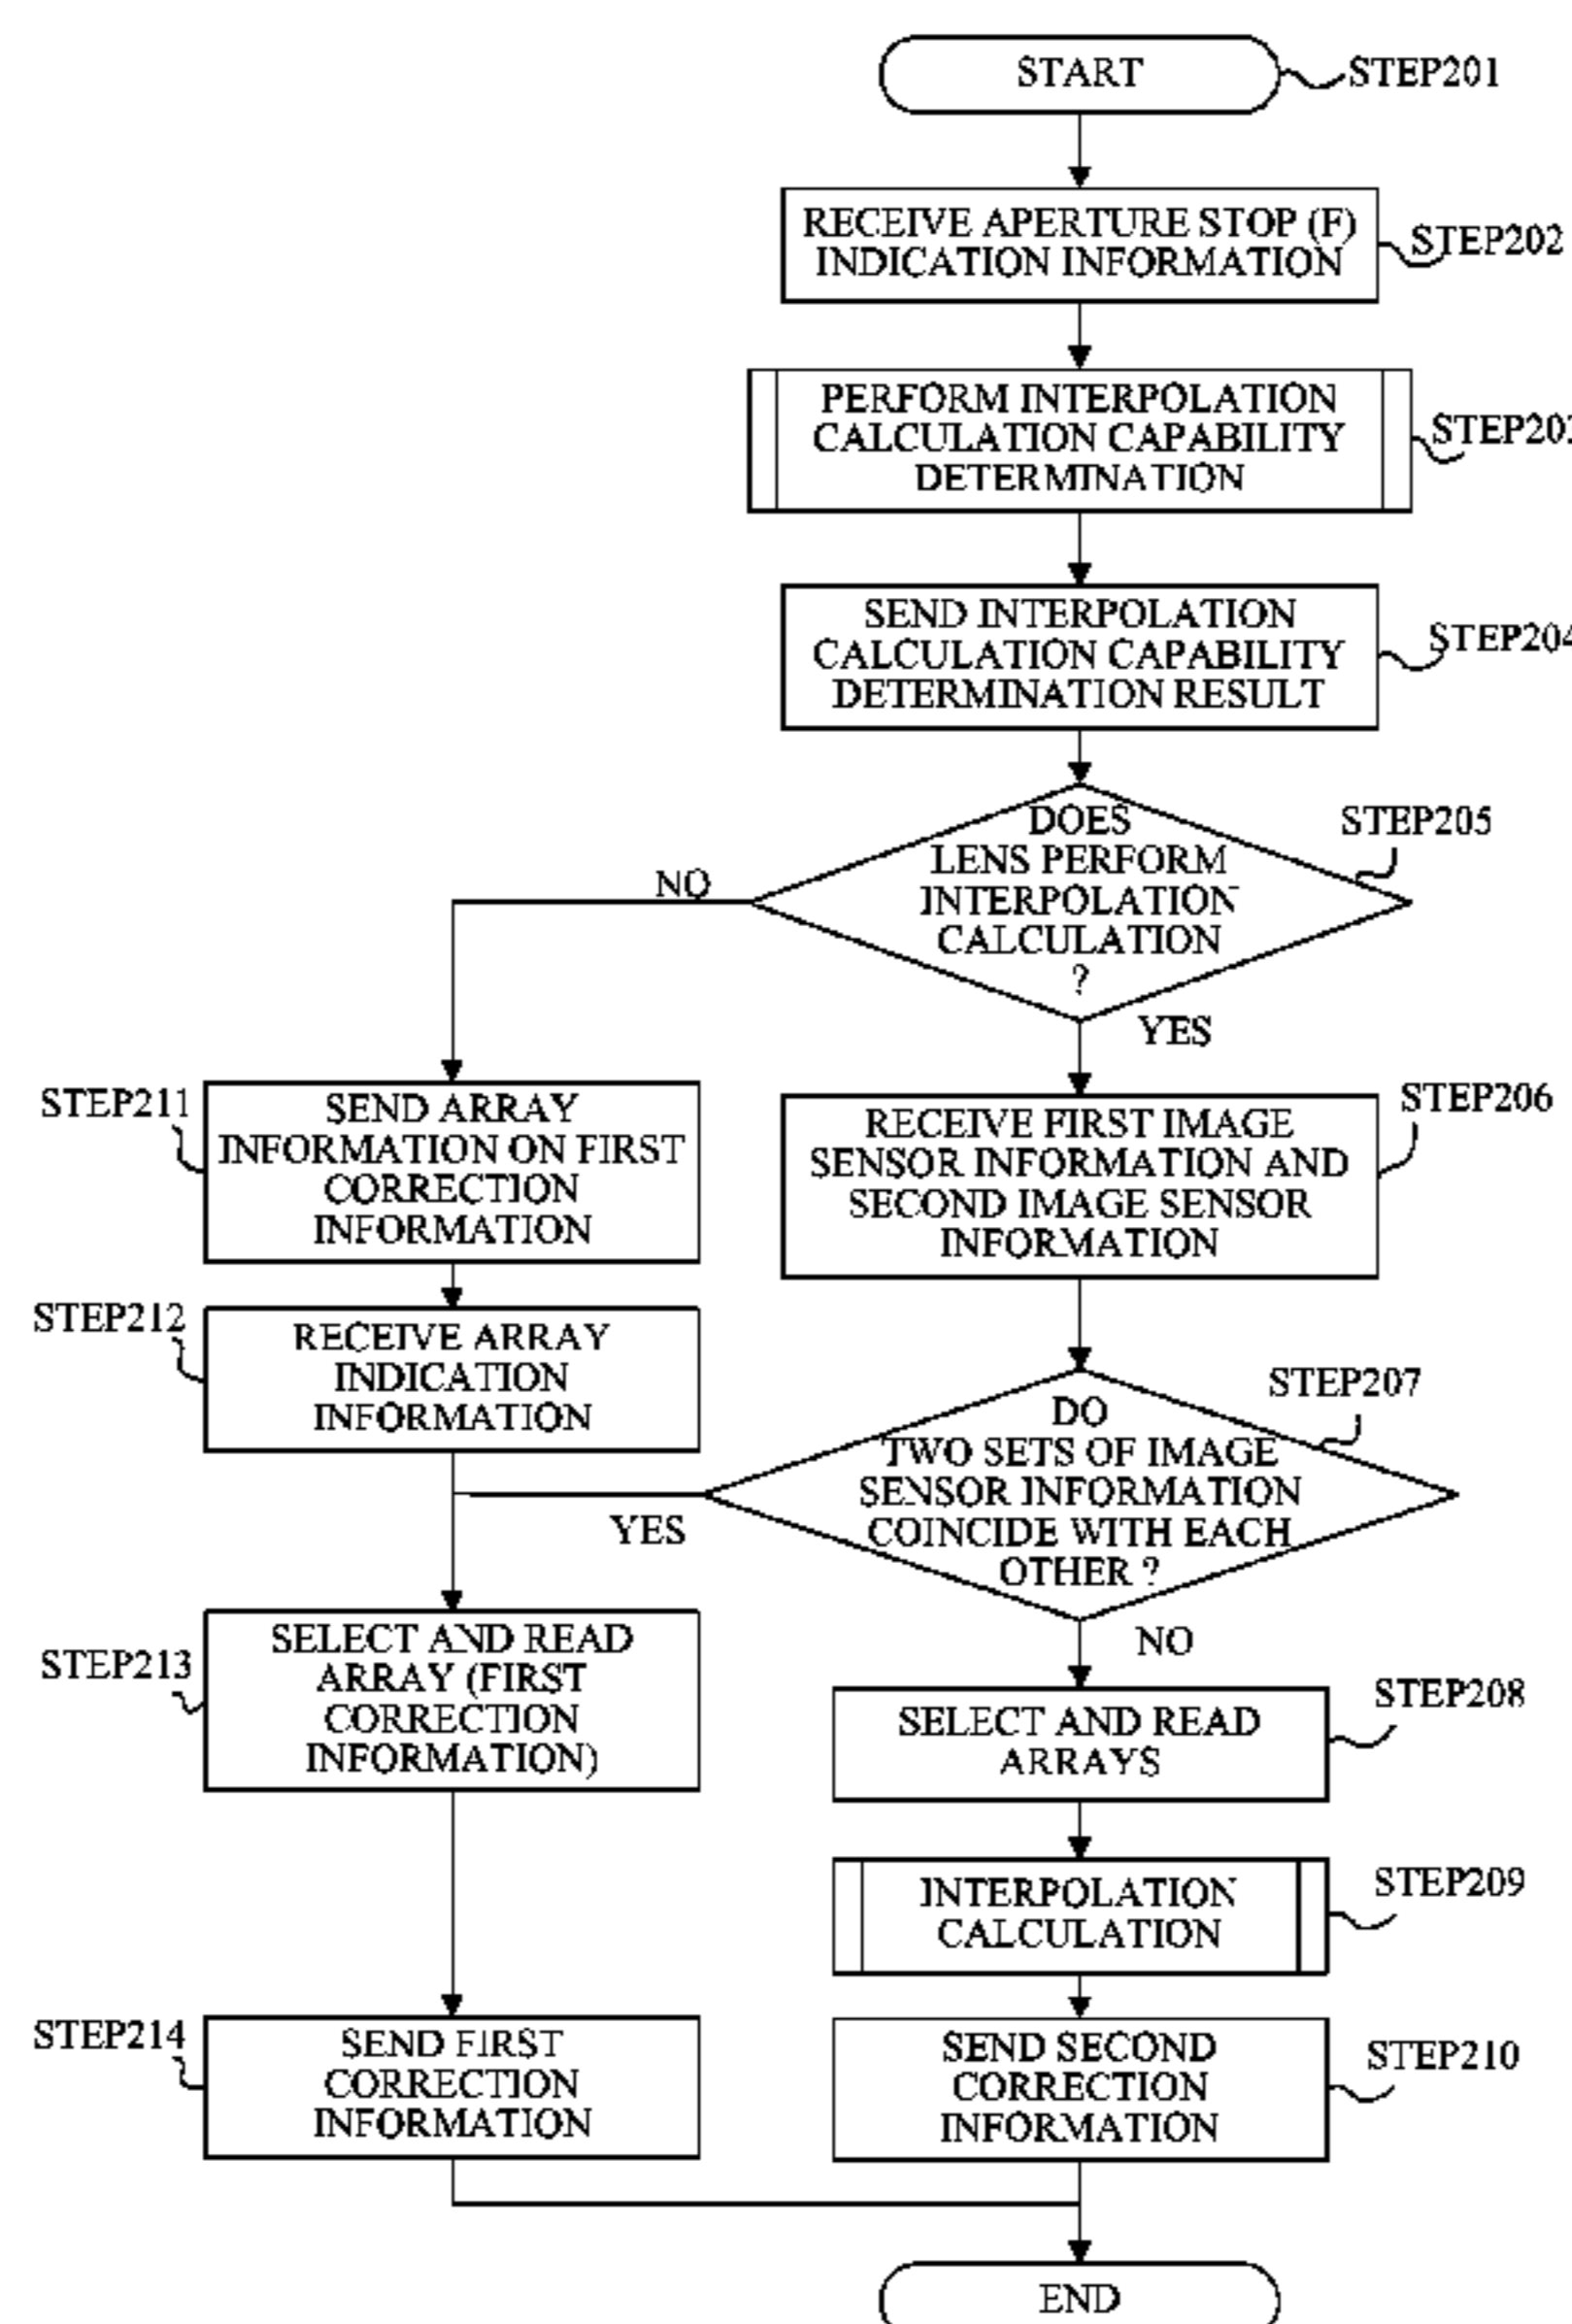 START
STEP201
RECEIVE APERTURE STOP (F)
INDICATION INFORMATION
STEP202
PERFORM INTERPOLATION
CALCULATION CAPABILITY
DETERMINATION
STEP203
SEND INTERPOLATION
CALCULATION CAPABILITY
DETERMINATION RESULT
STEP204
DOES
LENS PERFORM
INTERPOLATION
CALCULATION
?
STEP205
NO
YES
STEP211
SEND ARRAY
INFORMATION ON FIRST
CORRECTION
INFORMATION
RECEIVE FIRST IMAGE
SENSOR INFORMATION AND
SECOND IMAGE SENSOR
INFORMATION
STEP206
STEP212
RECEIVE ARRAY
INDICATION
INFORMATION
DO
TWO SETS OF IMAGE
SENSOR INFORMATION
COINCIDE WITH EACH
OTHER ?
STEP207
YES
NO
STEP213
SELECT AND READ
ARRAY (FIRST
CORRECTION
INFORMATION)
SELECT AND READ
ARRAYS
STEP208
INTERPOLATION
CALCULATION
STEP209
STEP214
SEND FIRST
CORRECTION
INFORMATION
SEND SECOND
CORRECTION
INFORMATION
STEP210
END